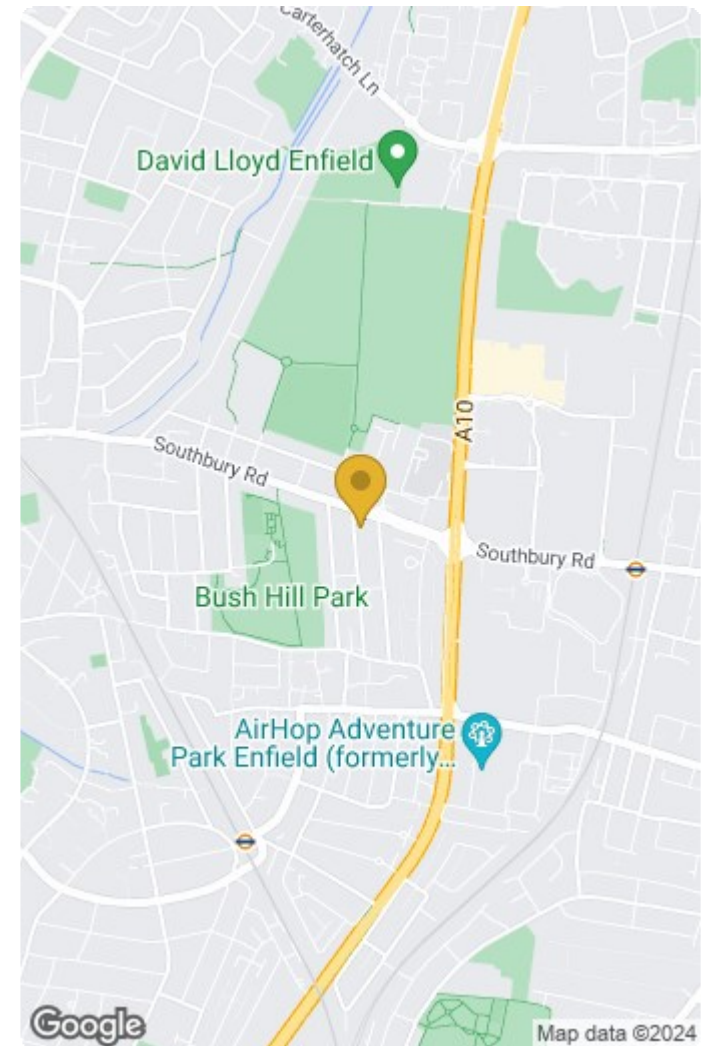 Carterhatch Ln
David Lloyd Enfield
A10
Southbury Rd
Southbury Rd
Bush Hill Park
AirHop Adventure
Park Enfield (formerly...
Google
Map data ©2024